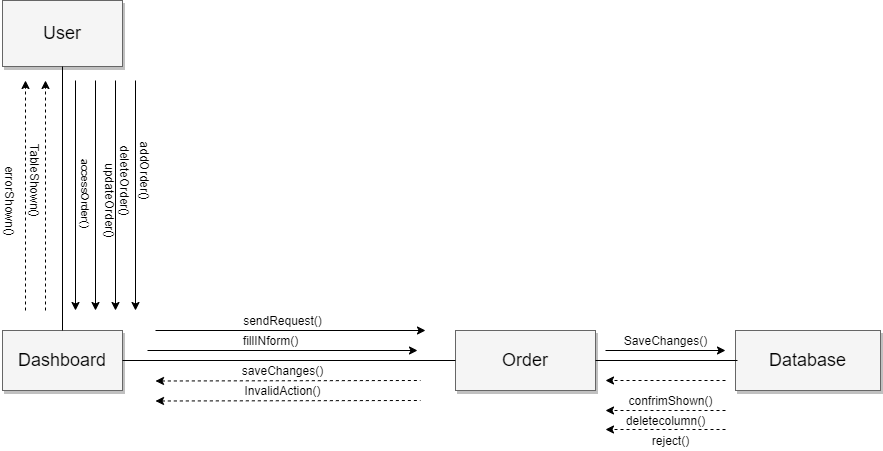 User
errorShown()
TableShown()
accessOrder()
updateOrder()
deleteOrder()
addOrder()
Dashboard
sendRequest()
fillINform()
saveChanges()
InvalidAction()
Order
SaveChanges()
confrimShown()
deletecolumn()
reject()
Database